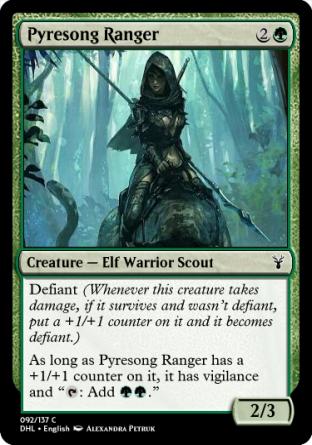 Pyresong Ranger 2
Creature — Elf Warrior Scout
Defiant (Whenever this creature takes
damage, if it survives and wasn't defiant,
put a +1/+1 counter on it and it becomes
defiant.)
As long as Pyresong Ranger has a
+1/+1 counter on it, it has vigilance
and “: Add .”
2/3
092/137 C
DHL • English Alexandra Petruk